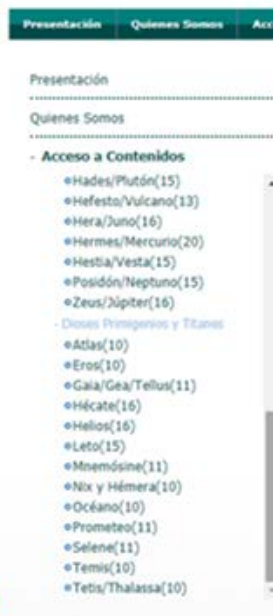 Presentación Quienes Somos Acc
Presentación
Quienes Somos
- Acceso a Contenidos
Hades/Plutón(15)
Hefesto/Vulcano(13)
Hera/Juno(16)
Hermes/Mercurio(20)
Hestia/Vesta(15)
Posidón/Neptuno(15)
Zeus/Júpiter(16)
- Dioses Primigenios y Titanes
Atlas(10)
Eros(10)
Gaia/Gea/Tellus(11)
Hécate(16)
Helios(16)
Leto(15)
Mnemósine(11)
Nix y Hémera(10)
Océano(10)
Prometeo(11)
Selene(11)
Temis(10)
Tetis/Thalassa(10)